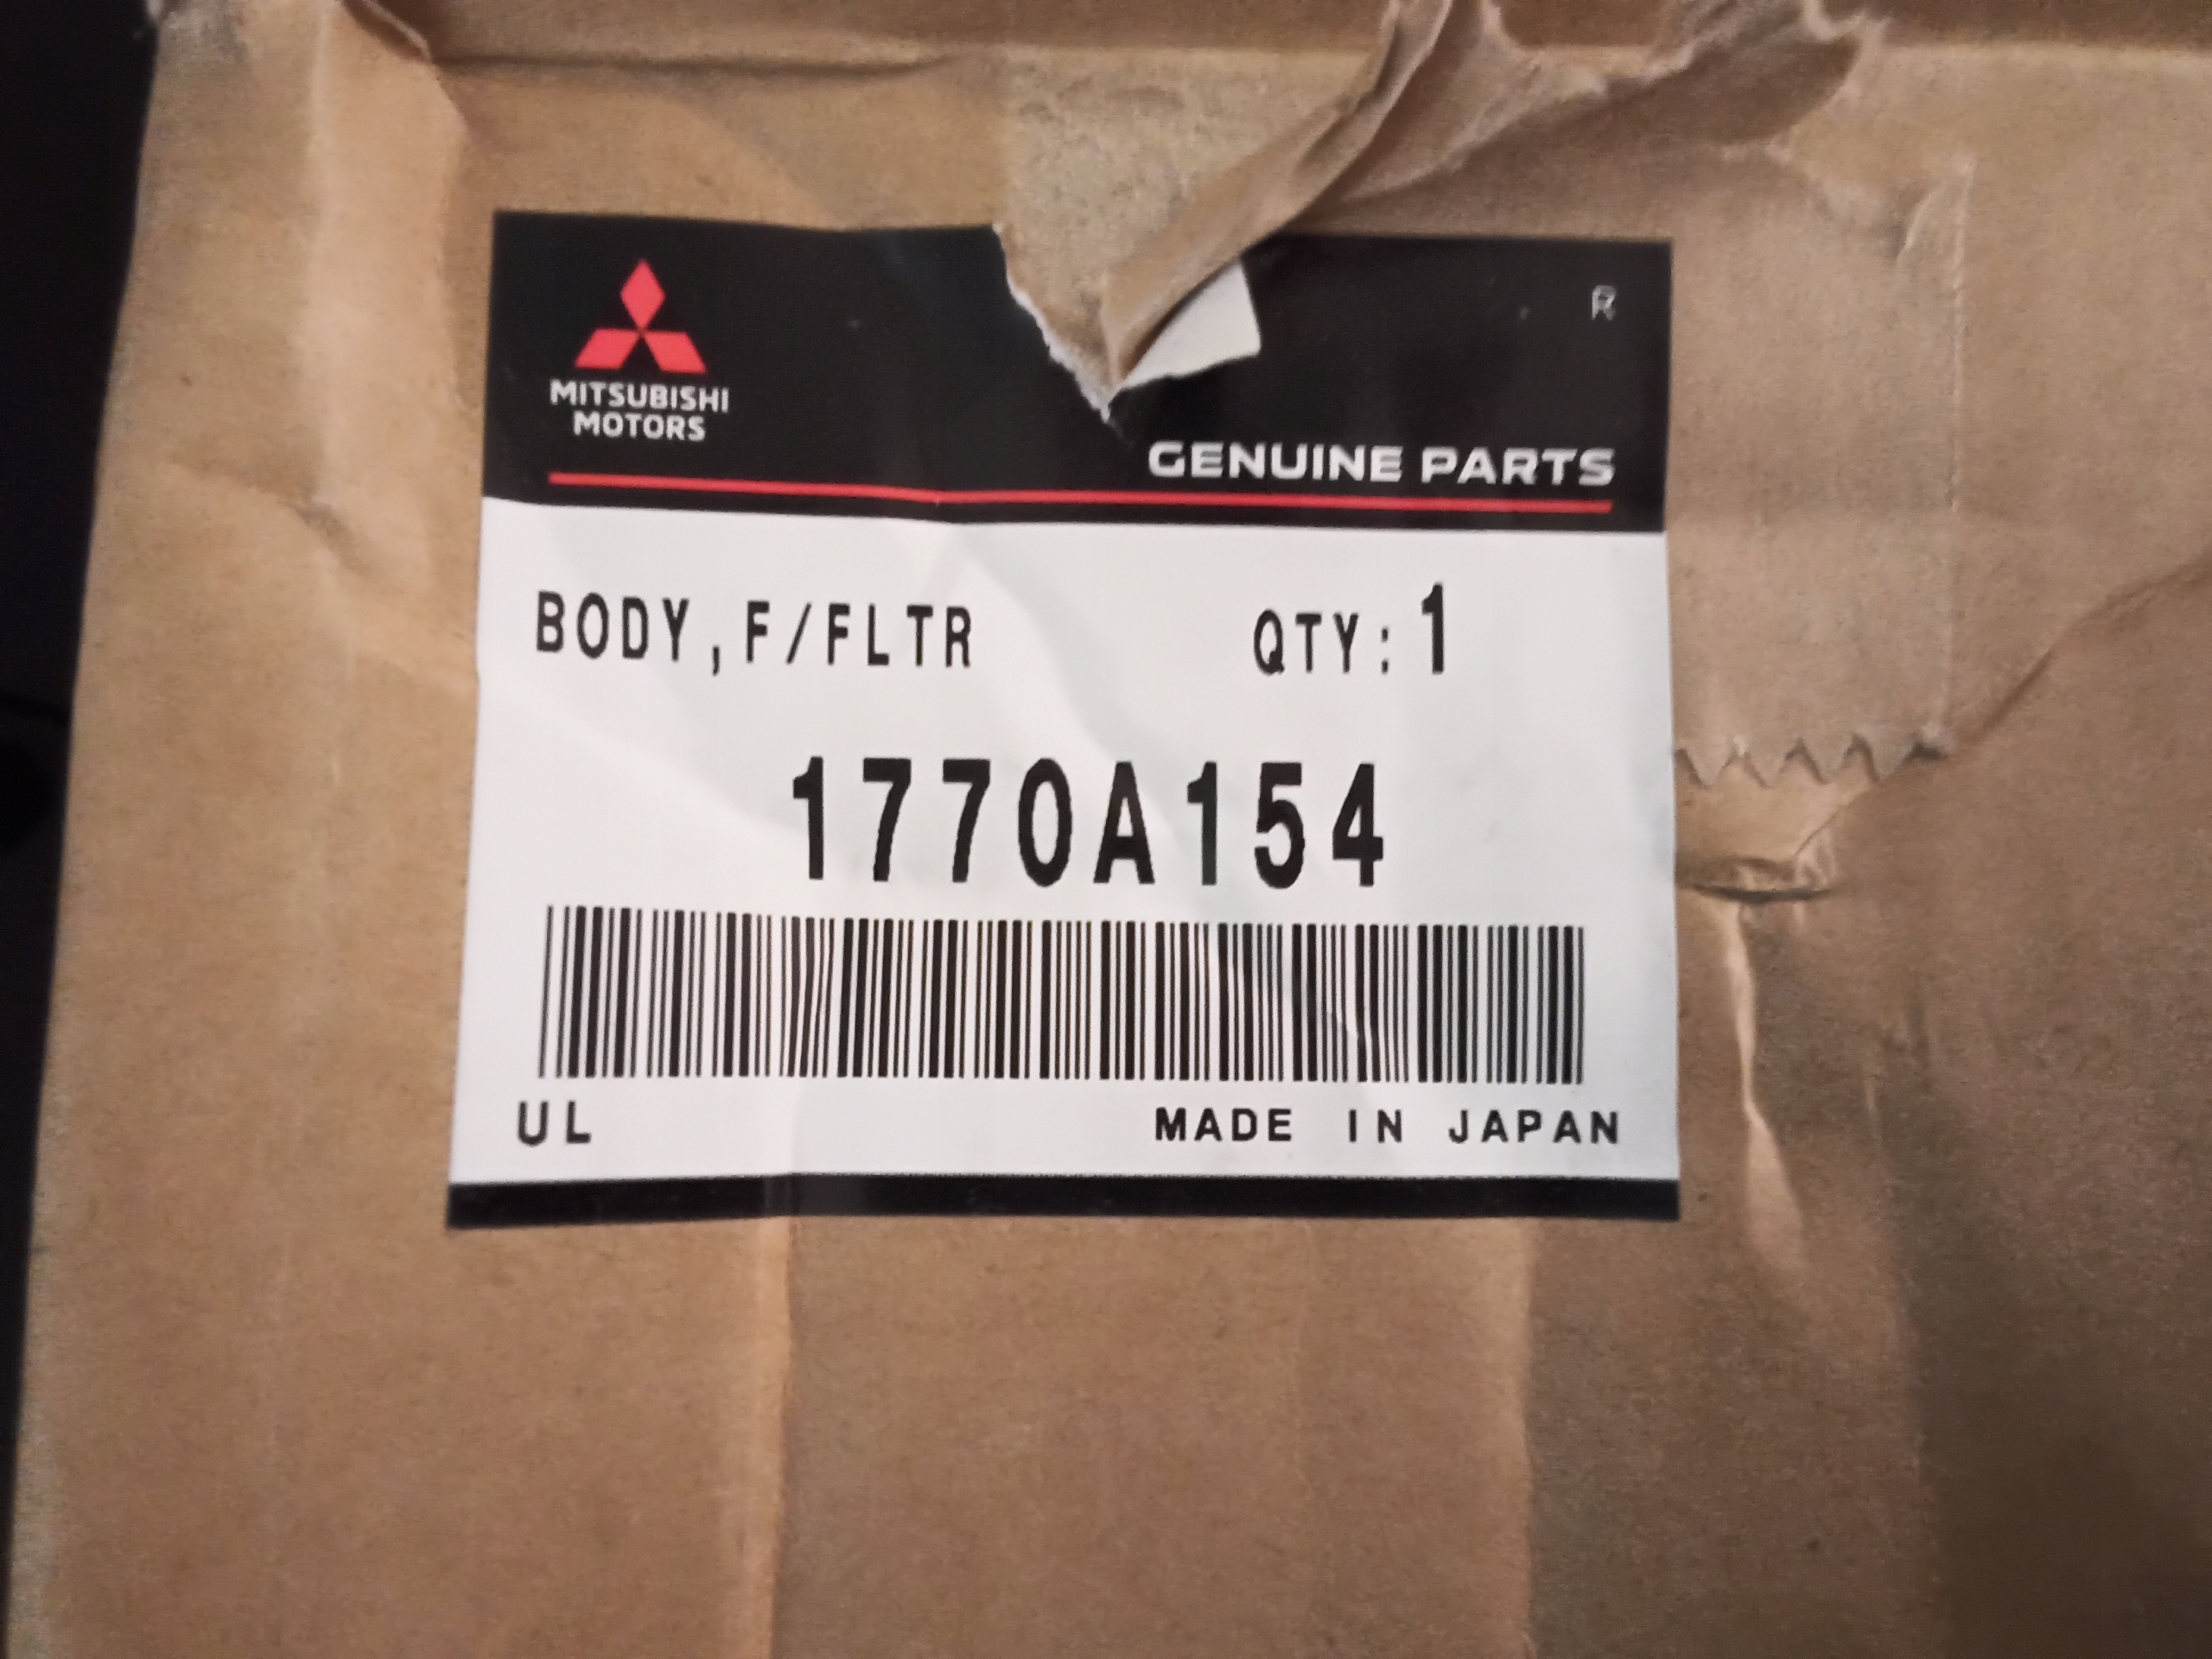 R
MITSUBISHI
MOTORS
GENUINE PARTS
BODY,F/FLTR QTY:1
1770A154
UL MADE IN JAPAN